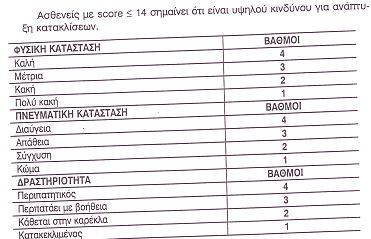 Ασθενείς με score ≤ 14 σημαίνει ότι είναι υψηλού κινδύνου για ανάπτυ-
ξη κατακλίσεων.
ΦΥΣΙΚΗ ΚΑΤΑΣΤΑΣΗ ΒΑΘΜΟΙ
Καλή 4
Μέτρια 3
Κακή 2
Πολύ κακή 1
ΠΝΕΥΜΑΤΙΚΗ ΚΑΤΑΣΤΑΣΗ ΒΑΘΜΟΙ
Διαύγεια 4
Απάθεια 3
Σύγχυση 2
Κώμα 1
ΔΡΑΣΤΗΡΙΟΤΗΤΑ ΒΑΘΜΟΙ
Περιπατητικός 4
Περπατάει με βοήθεια 3
Κάθεται στην καρέκλα 2
Κατακεκλιμένος 1